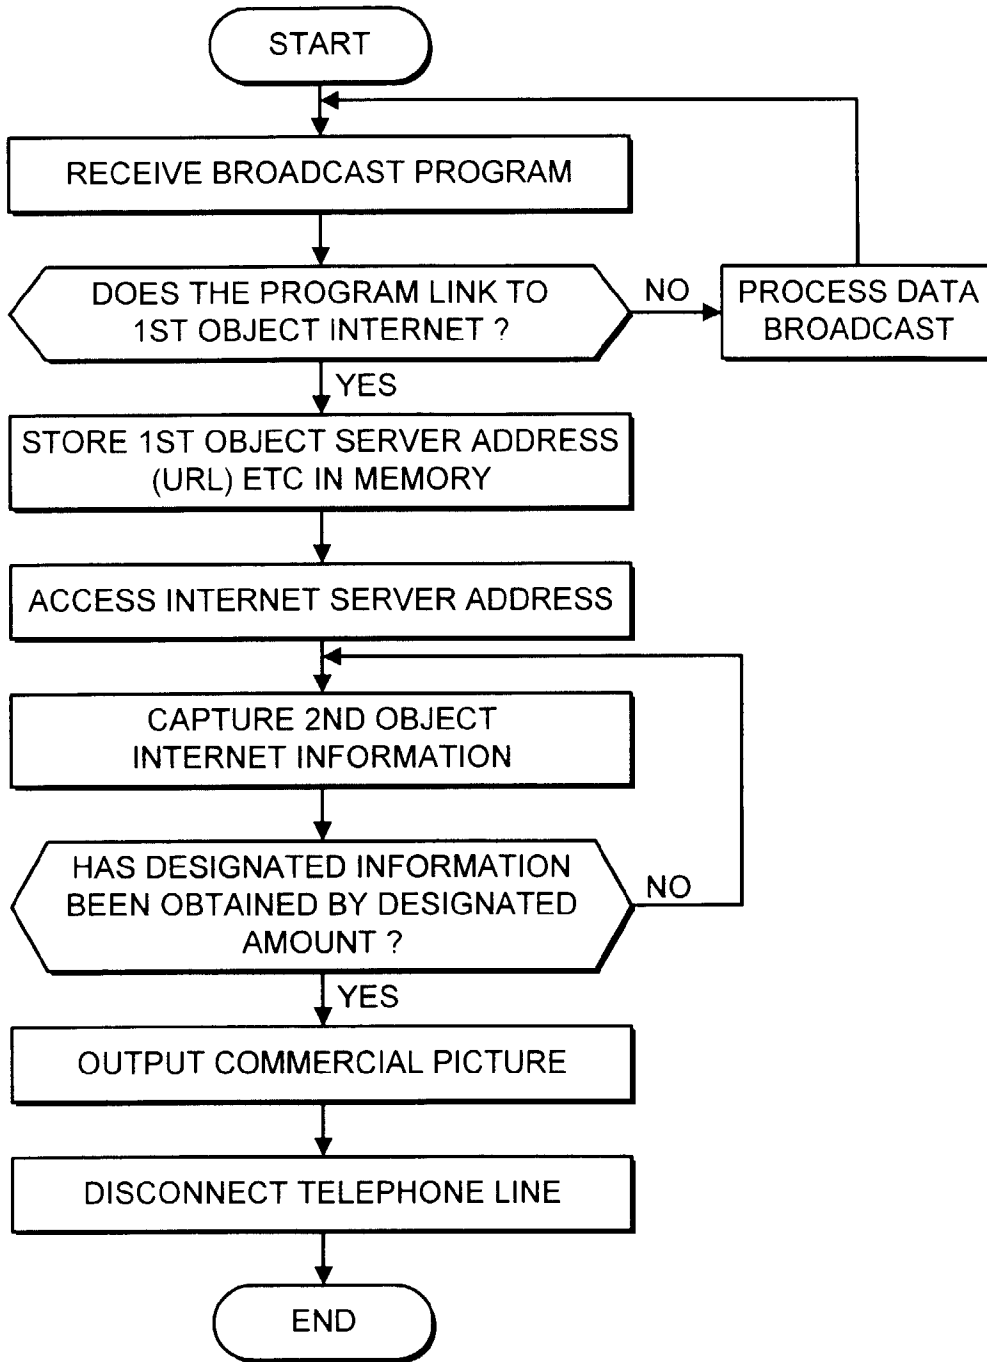 START
RECEIVE BROADCAST PROGRAM
DOES THE PROGRAM LINK TO
1ST OBJECT INTERNET ?
NO
PROCESS DATA
BROADCAST
YES
STORE 1ST OBJECT SERVER ADDRESS
(URL) ETC IN MEMORY
ACCESS INTERNET SERVER ADDRESS
CAPTURE 2ND OBJECT
INTERNET INFORMATION
HAS DESIGNATED INFORMATION
BEEN OBTAINED BY DESIGNATED
AMOUNT ?
NO
YES
OUTPUT COMMERCIAL PICTURE
DISCONNECT TELEPHONE LINE
END